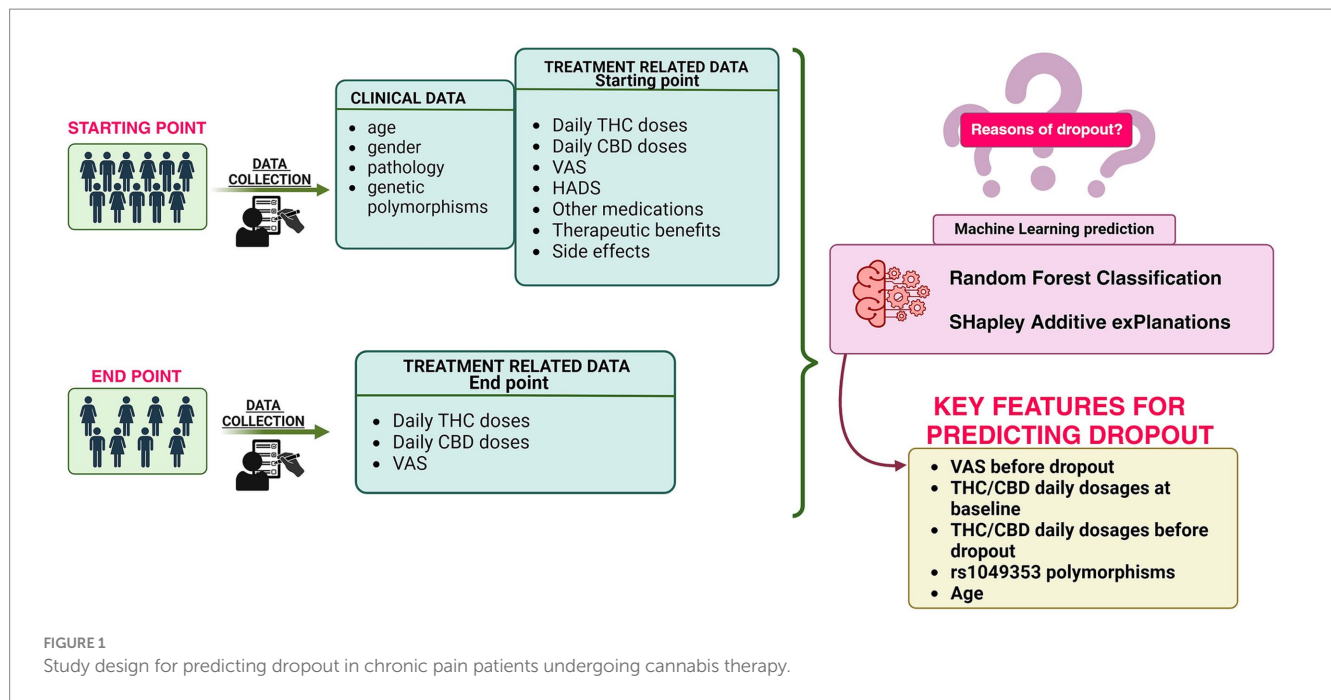 STARTING POINT
DATA
COLLECTION
CLINICAL DATA
• age
• gender
• pathology
• genetic
polymorphisms
TREATMENT RELATED DATA
Starting point
• Daily THC doses
• Daily CBD doses
• VAS
• HADS
• Other medications
• Therapeutic benefits
• Side effects
END POINT
DATA
COLLECTION
TREATMENT RELATED DATA
End point
• Daily THC doses
• Daily CBD doses
• VAS
Reasons of dropout?
Machine Learning prediction
Random Forest Classification
SHapley Additive exPlanations
KEY FEATURES FOR
PREDICTING DROPOUT
• VAS before dropout
• THC/CBD daily dosages at
baseline
• THC/CBD daily dosages before
dropout
• rs1049353 polymorphisms
• Age
FIGURE 1
Study design for predicting dropout in chronic pain patients undergoing cannabis therapy.